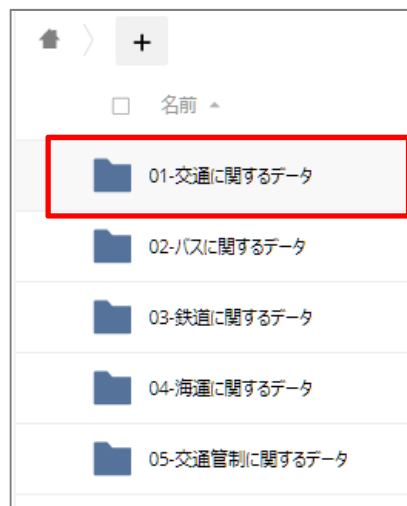 +
名前
01-交通に関するデータ
02-バスに関するデータ
03-鉄道に関するデータ
04-海運に関するデータ
05-交通管制に関するデータ